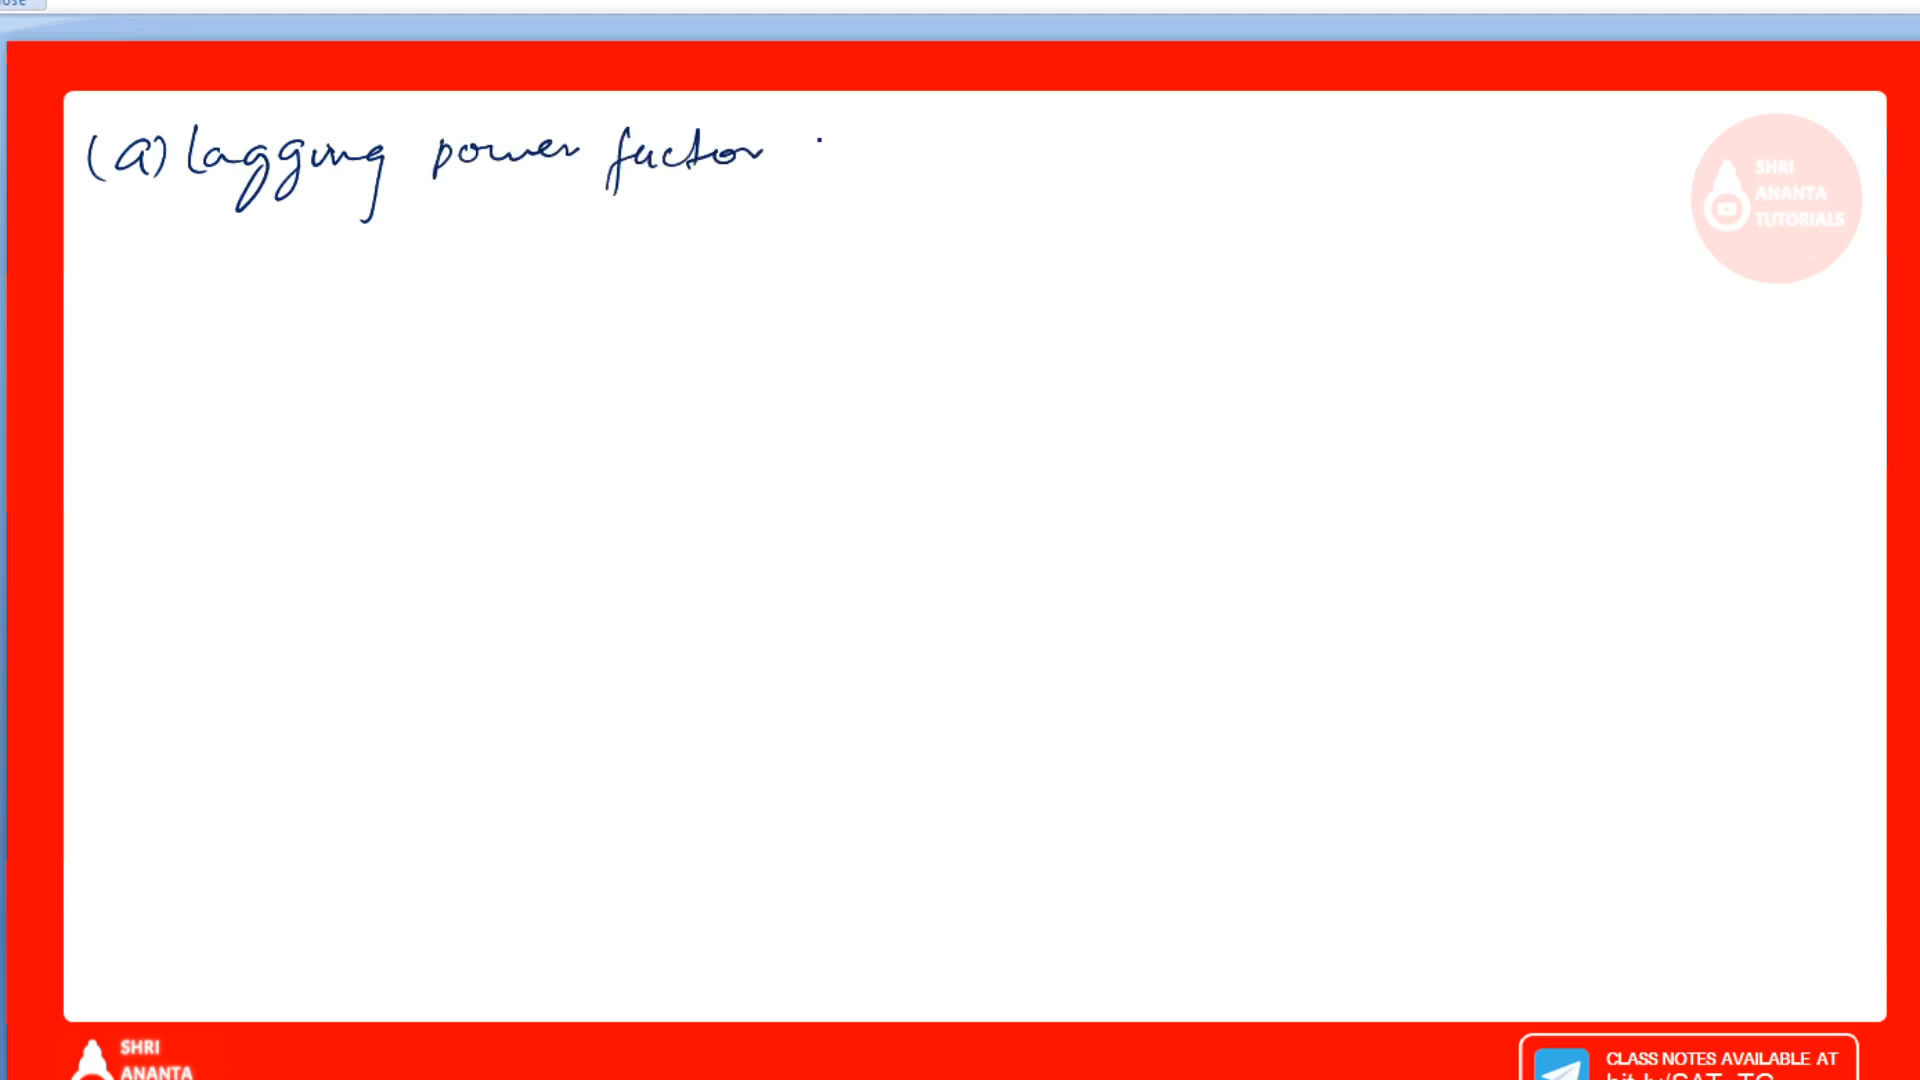 (a) Lagging power factor
SHRI
ANANTA
TUTORIALS
SHRI
ANANTA
CLASS NOTES AVAILABLE AT